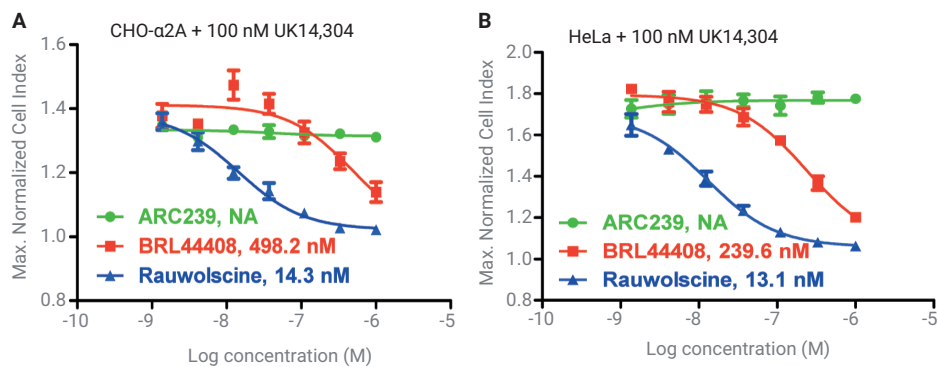 A
CHO-α2A + 100 nM UK14,304
Max. Normalized Cell Index
1.6
1.4
1.2
1.0
0.8
ARC239, NA
BRL44408, 498.2 nM
Rauwolscine, 14.3 nM
-10
-9
-8
-7
-6
-5
Log concentration (M)
B
HeLa + 100 nM UK14,304
Max. Normalized Cell Index
2.0
1.8
1.6
1.4
1.2
1.0
0.8
ARC239, NA
BRL44408, 239.6 nM
Rauwolscine, 13.1 nM
-10
-9
-8
-7
-6
-5
Log concentration (M)